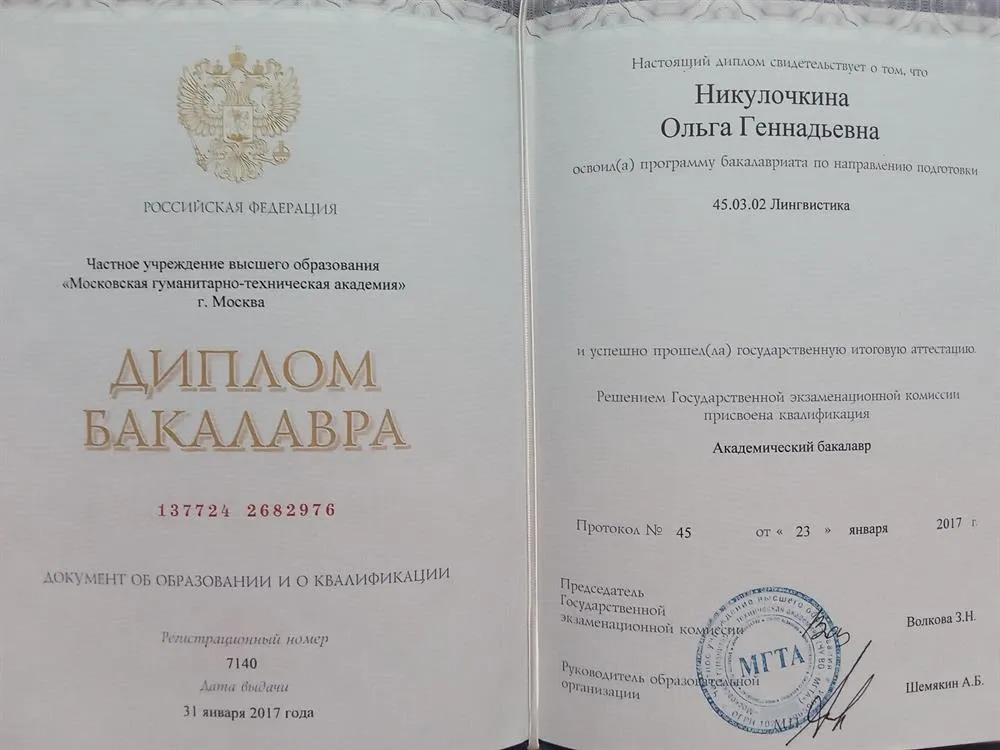 РОССИЙСКАЯ ФЕДЕРАЦИЯ
Частное учреждение высшего образования
«Московская гуманитарно-техническая академия»
г. Москва
ДИПЛОМ
БАКАЛАВРА
137724 2682976
ДОКУМЕНТ ОБ ОБРАЗОВАНИИ И О КВАЛИФИКАЦИИ
Регистрационный номер
7140
Дата выдачи
31 января 2017 года
Настоящий диплом свидетельствует о том, что
Никулочкина
Ольга Геннадьевна
освоил(а) программу бакалавриата по направлению подготовки
45.03.02 Лингвистика
и успешно прошел(ла) государственную итоговую аттестацию
Решением Государственной экзаменационной комиссии
присвоена квалификация
Академический бакалавр
Протокол № 45 от « 23 » января 2017 г.
Председатель
Государственной
экзаменационной комиссии
Волкова З.Н.
Руководитель образовательной
организации
Шемякин А.Б.
МГТА